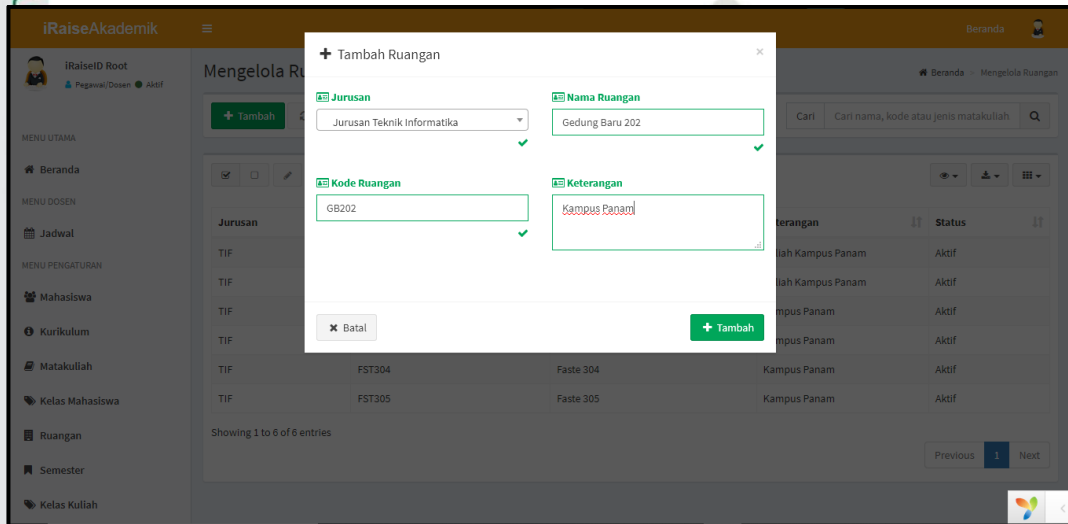 iRaiseAkademik
Beranda
iRaiseID Root
Pegawai/Dosen Aktif
MENU UTAMA
Beranda
MENU DOSEN
Jadwal
MENU PENGATURAN
Mahasiswa
Kurikulum
Matakuliah
Kelas Mahasiswa
Ruangan
Semester
Kelas Kuliah
Mengelola Ru
Beranda Mengelola Ruangan
Tambah
Cari Cari nama, kode atau jenis matakuliah
Tambah Ruangan ×
Jurusan
Jurusan Teknik Informatika
Nama Ruangan
Gedung Baru 202
Kode Ruangan
GB202
Keterangan
Kampus Panam
Batal
Tambah
Jurusan terangan Status
TIF liah Kampus Panam Aktif
TIF liah Kampus Panam Aktif
TIF mpus Panam Aktif
TIF mpus Panam Aktif
TIF FST304 Faste 304 Kampus Panam Aktif
TIF FST305 Faste 305 Kampus Panam Aktif
Showing 1 to 6 of 6 entries
Previous 1 Next